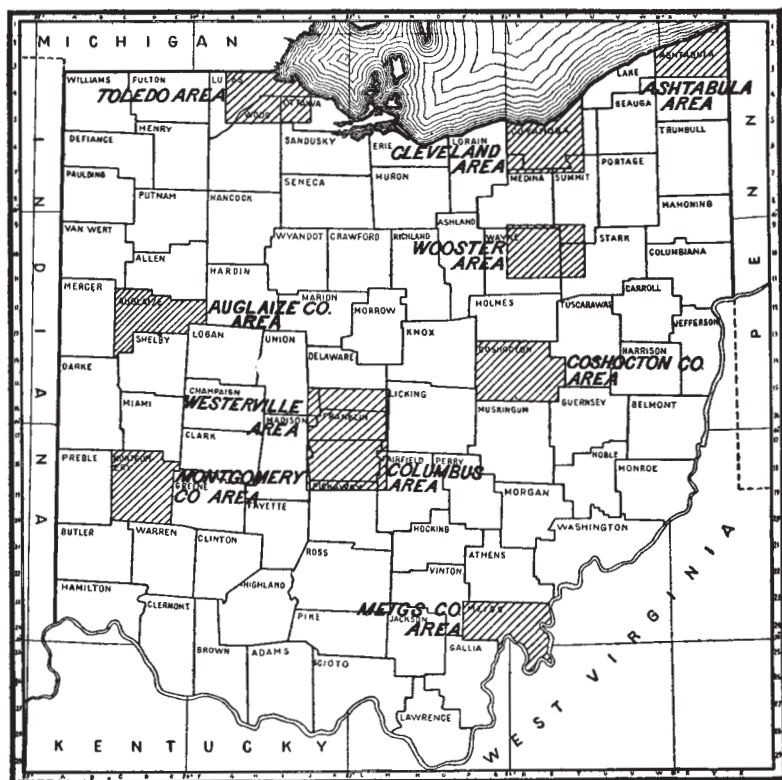 MICHIGAN
WILLIAMS
FULTON
LUCAS
ASHTABULA
LAKE
TOLEDO AREA
OTTAWA
WOOD
ASHTABULA
AREA
GEAUGA
HENRY
DEFIANCE
SANDUSKY
ERIE
LORAIN
CUYAHOGA
TRUMBULL
CLEVELAND
AREA
PAULDING
SENECA
HURON
MEDINA
SUMMIT
PORTAGE
PUTNAM
HANCOCK
MAHONING
ASHLAND
VAN WERT
WYANDOT
CRAWFORD
RICHLAND
WAYNE
STARK
WOOSTER
AREA
COLUMBIANA
ALLEN
HARDIN
MERCER
CARROLL
AUGLAIZE
AUGLAIZE CO.
AREA
MARION
MORROW
HOLMES
TUSCARAWAS
JEFFERSON
KNOX
SHELBY
LOGAN
UNION
DELAWARE
COSHOCTON
HARRISON
COSHOCTON CO.
AREA
DARKE
CHAMPAIGN
LICKING
MIAMI
WESTERVILLE
AREA
MADISON
FRANKLIN
MUSKINGUM
GUERNSEY
BELMONT
CLARK
PREBLE
MONTGOMERY
FAIRFIELD
PERRY
NOBLE
MONROE
MONTGOMERY
CO AREA
GREENE
COLUMBUS
AREA
PICKAWAY
FAYETTE
MORGAN
WASHINGTON
BUTLER
WARREN
CLINTON
HOCKING
ROSS
ATHENS
VINTON
HAMILTON
HIGHLAND
CLERMONT
MEIGS CO.
AREA
MEIGS
PIKE
JACKSON
GALLIA
BROWN
ADAMS
SCIOTO
LAWRENCE
INDIANA
PENN
WEST VIRGINIA
KENTUCKY